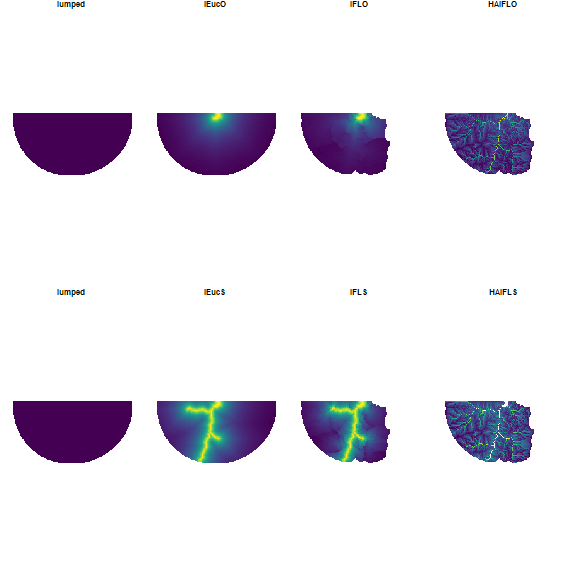 lumped
iEucO
iFLO
HAiFLO
lumped
iEucS
iFLS
HAiFLS